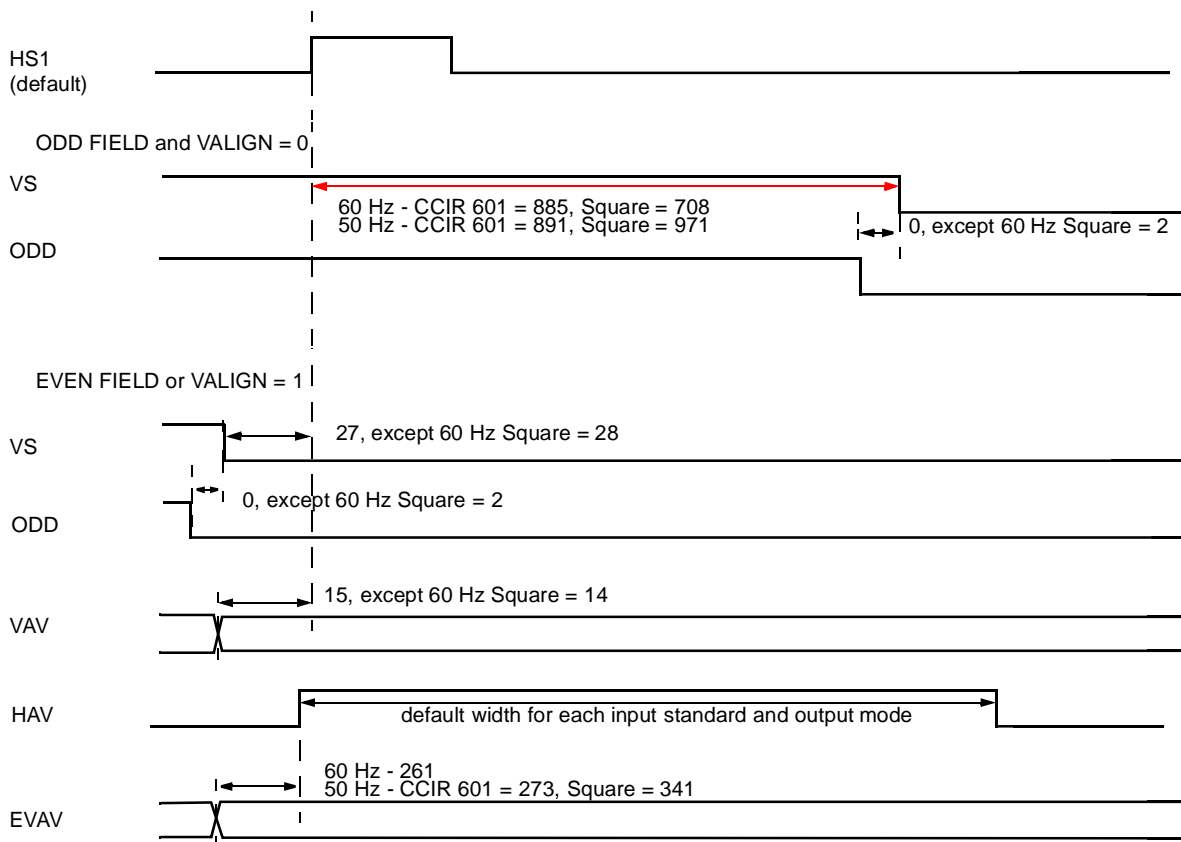 HS1
(default)
ODD FIELD and VALIGN = 0
VS
60 Hz - CCIR 601 = 885, Square = 708
50 Hz - CCIR 601 = 891, Square = 971
0, except 60 Hz Square = 2
ODD
EVEN FIELD or VALIGN = 1
27, except 60 Hz Square = 28
VS
0, except 60 Hz Square = 2
ODD
15, except 60 Hz Square = 14
VAV
HAV
default width for each input standard and output mode
60 Hz - 261
50 Hz - CCIR 601 = 273, Square = 341
EVAV